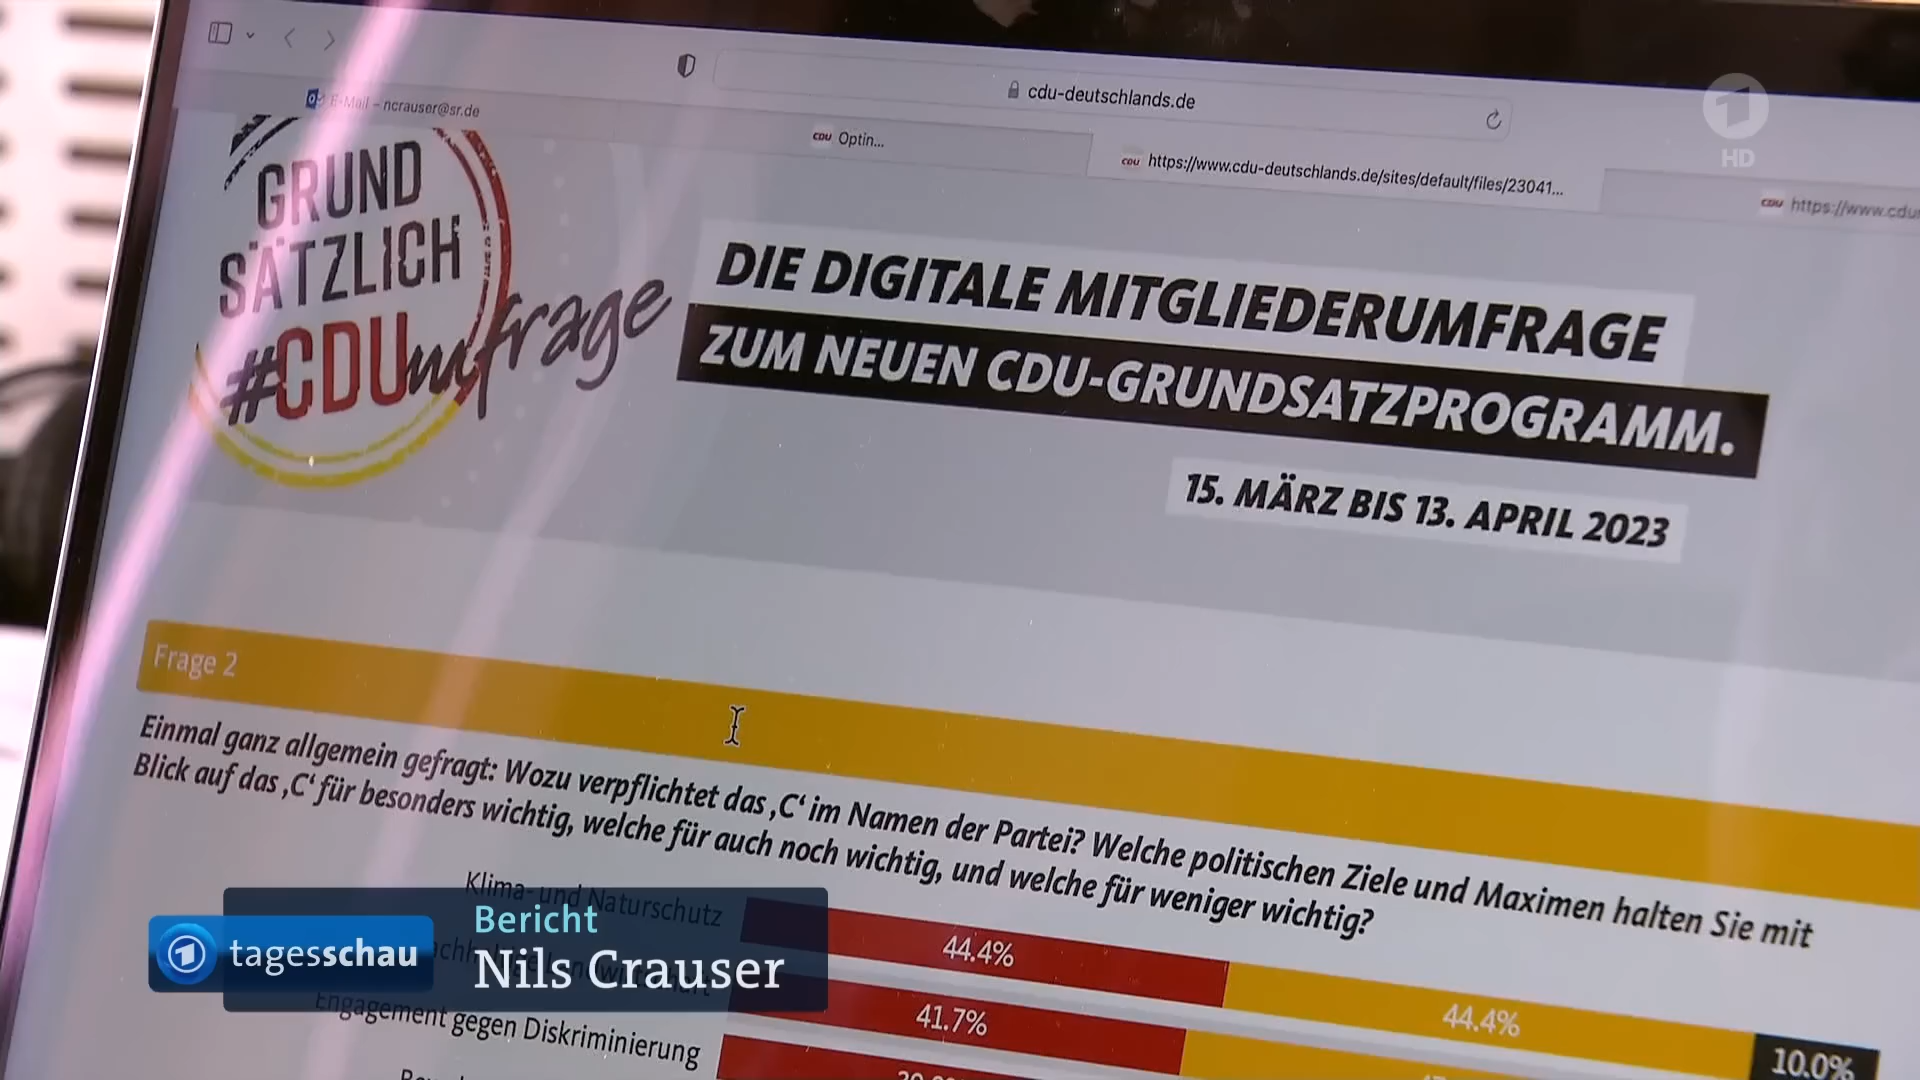 cdu-deutschlands.de
E-Mail – ncrauser@sr.de
CDU Optin...
CDU https://www.cdu-deutschlands.de/sites/default/files/23041...
CDU https://www.cdu
1
HD
GRUND
SÄTZLICH
#CDUmfrage
DIE DIGITALE MITGLIEDERUMFRAGE
ZUM NEUEN CDU-GRUNDSATZPROGRAMM.
15. MÄRZ BIS 13. APRIL 2023
Frage 2
Einmal ganz allgemein gefragt: Wozu verpflichtet das ‚C‘ im Namen der Partei? Welche politischen Ziele und Maximen halten Sie mit
Blick auf das ‚C‘ für besonders wichtig, welche für auch noch wichtig, und welche für weniger wichtig?
Klima- und Naturschutz
44.4% 44.4% 10.0%
41.7%
Engagement gegen Diskriminierung
tagesschau
Bericht
Nils Crauser